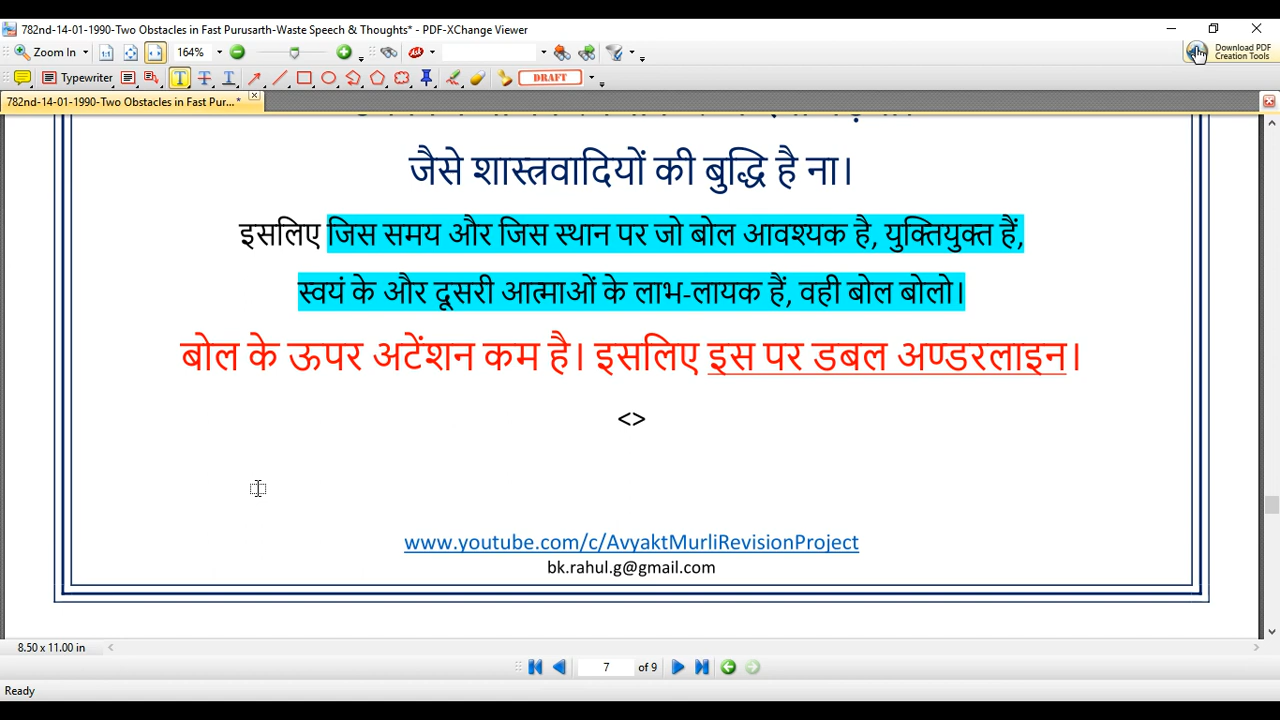 782nd-14-01-1990-Two Obstacles in Fast Purusarth-Waste Speech & Thoughts* - PDF-XChange Viewer
Zoom In 164% Download PDF Creation Tools
Typewriter DRAFT
782nd-14-01-1990-Two Obstacles in Fast Pur...*
जैसे शास्त्रवादियों की बुद्धि है ना।
इसलिए जिस समय और जिस स्थान पर जो बोल आवश्यक है, युक्तियुक्त हैं,
स्वयं के और दूसरी आत्माओं के लाभ-लायक हैं, वही बोल बोलो।
बोल के ऊपर अटेंशन कम है। इसलिए इस पर डबल अण्डरलाइन।
<>
www.youtube.com/c/AvyaktMurliRevisionProject
bk.rahul.g@gmail.com
8.50 x 11.00 in
7 of 9
Ready